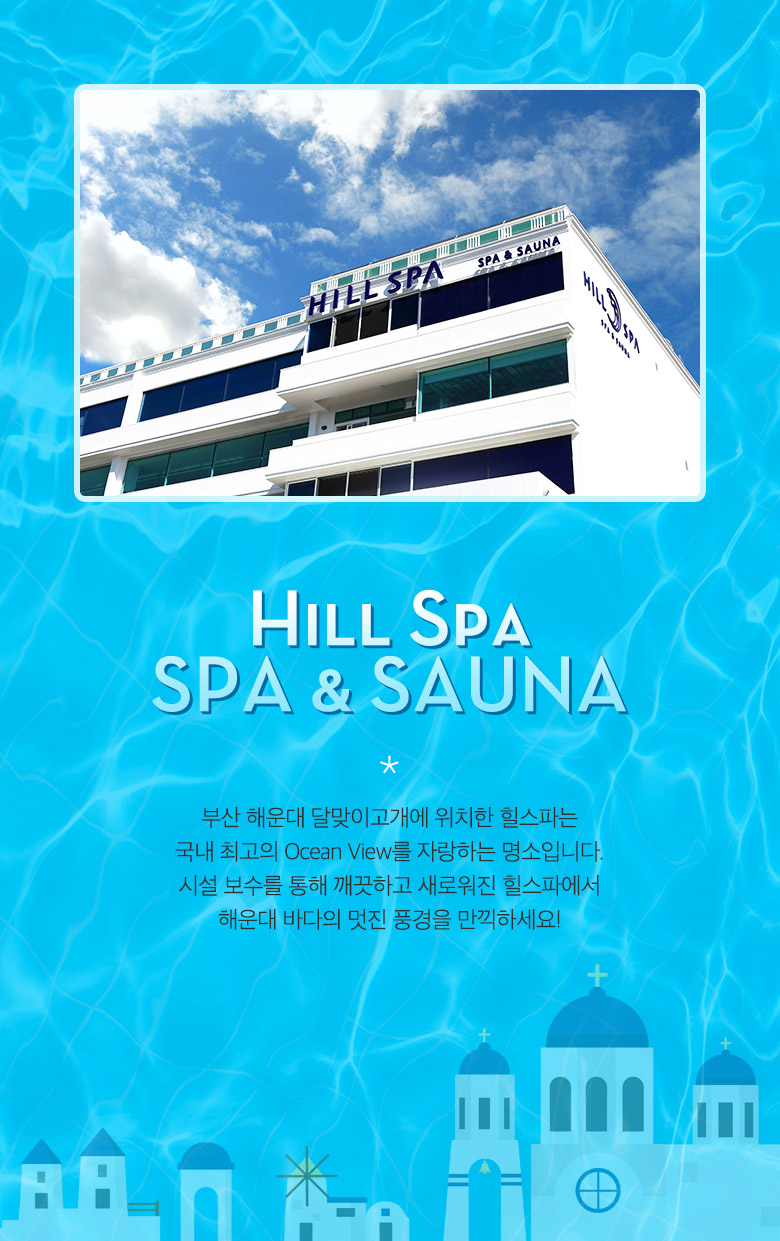 HILL SPA
SPA & SAUNA
HILL SPA
SPA & SAUNA
HILL SPA
SPA & SAUNA
*
부산 해운대 달맞이고개에 위치한 힐스파는
국내 최고의 Ocean View를 자랑하는 명소입니다.
시설 보수를 통해 깨끗하고 새로워진 힐스파에서
해운대 바다의 멋진 풍경을 만끽하세요!